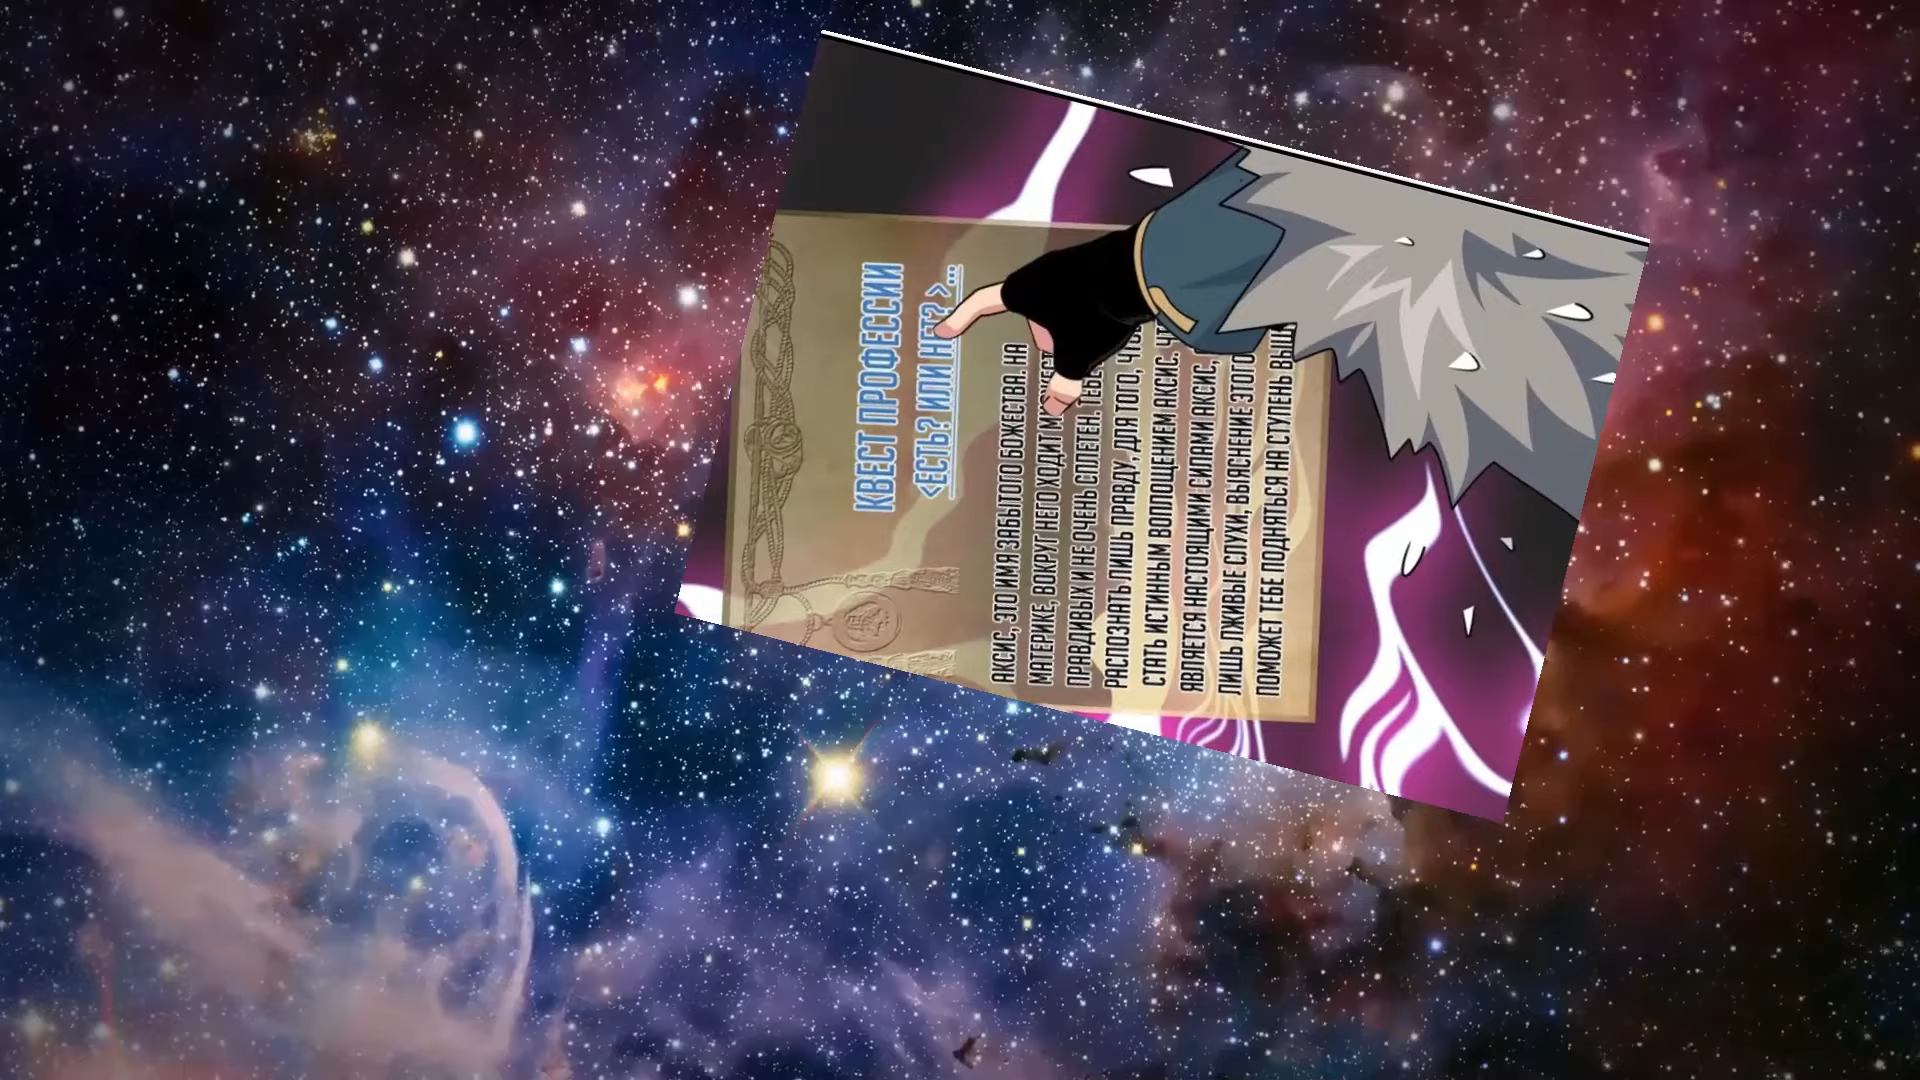 КВЕСТ ПРОФЕССИИ
<ЕСТЬ? ИЛИ НЕТ? >...
АКСИС, ЭТО ИМЯ ЗАБЫТОГО БОЖЕСТВА. НА
МАТЕРИКЕ, ВОКРУГ НЕГО ХОДИТ
ПРАВДИВЫХ И НЕ ОЧЕНЬ СПЛЕТЕН.
РАСПОЗНАТЬ ЛИШЬ ПРАВДУ, ДЛЯ ТОГО,
СТАТЬ ИСТИННЫМ ВОПЛОЩЕНИЕМ АКСИС.
ЯВЛЯЕТСЯ НАСТОЯЩИМИ СИЛАМИ АКСИС,
ЛИШЬ ЛЖИВЫЕ СЛУХИ, ВЫЯСНЕНИЕ ЭТОГО
ПОМОЖЕТ ТЕБЕ ПОДНЯТЬСЯ НА СТУПЕНЬ